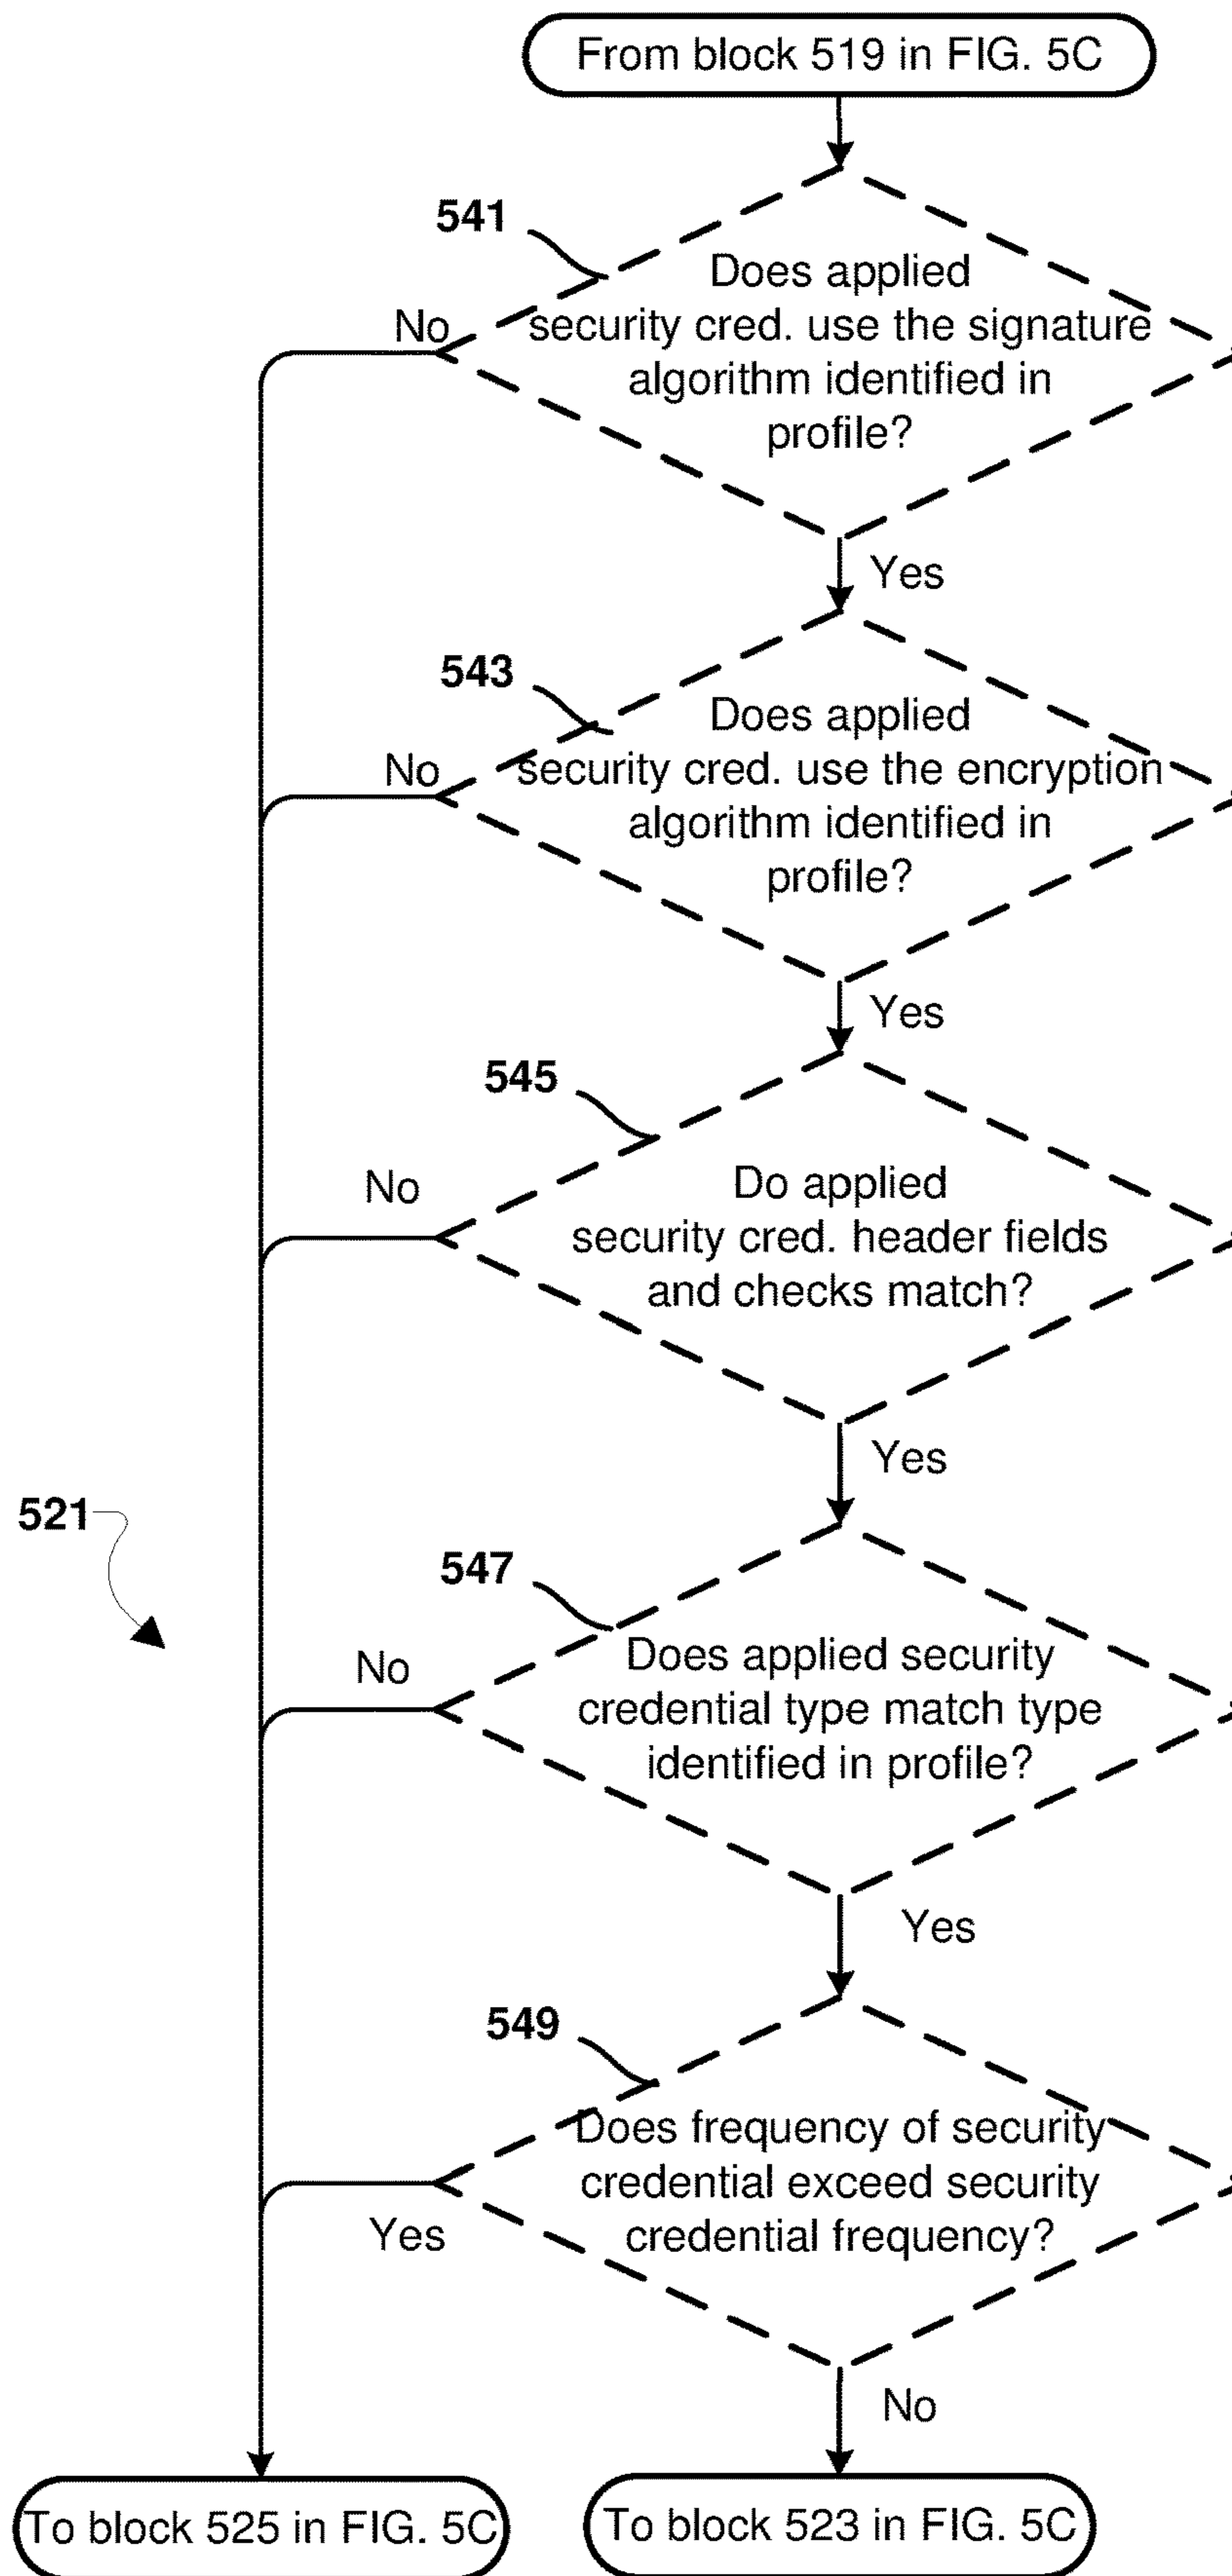 From block 519 in FIG. 5C
541
Does applied
No
security cred. use the signature
algorithm identified in
profile?
Yes
543
Does applied
No
security cred. use the encryption
algorithm identified in
profile?
Yes
545
No
Do applied
security cred. header fields
and checks match?
Yes
521
547
No
Does applied security
credential type match type
identified in profile?
Yes
549
Does frequency of security
credential exceed security
credential frequency?
Yes
No
To block 525 in FIG. 5C
To block 523 in FIG. 5C